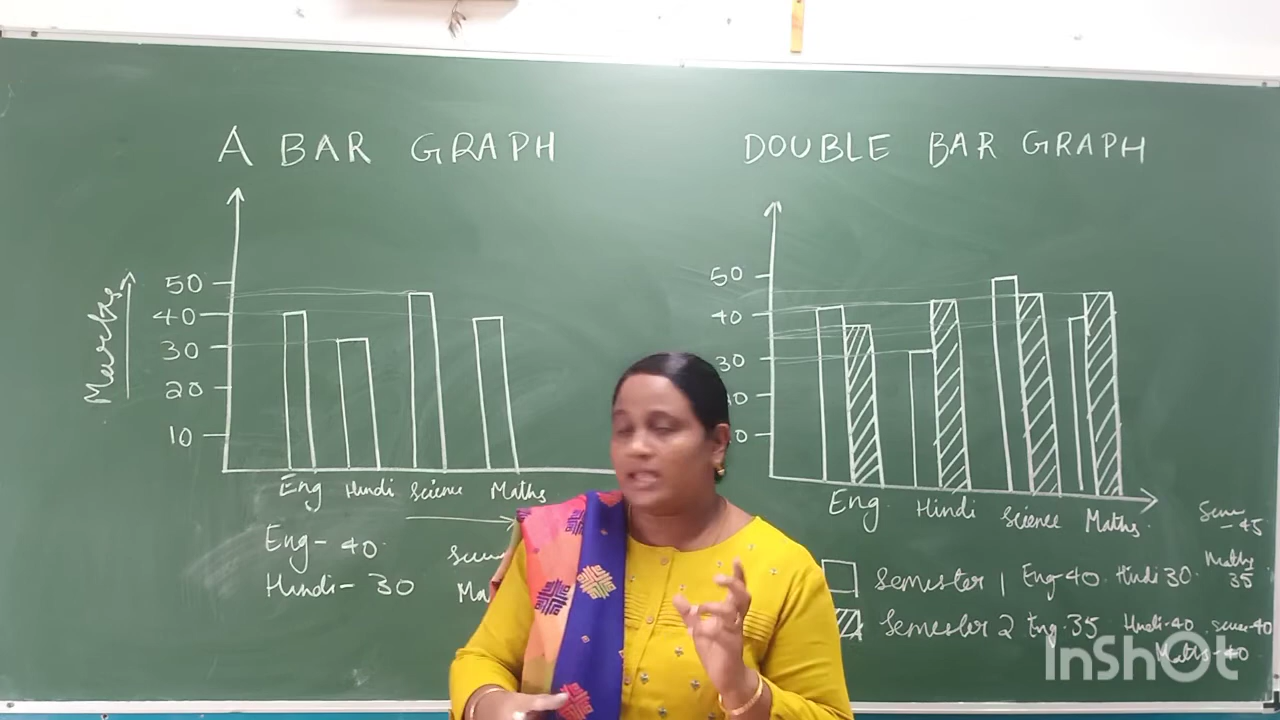 A BAR GRAPH
Marks
50
40
30
20
10
Eng Hindi Science Maths
Eng - 40
Hindi - 30
DOUBLE BAR GRAPH
50
40
30
Eng Hindi Science Maths
- 45
Maths
35
Semester 1 Eng 40 Hindi 30
Semester 2 Eng 35 Hindi-40
Maths - 40
InShOt